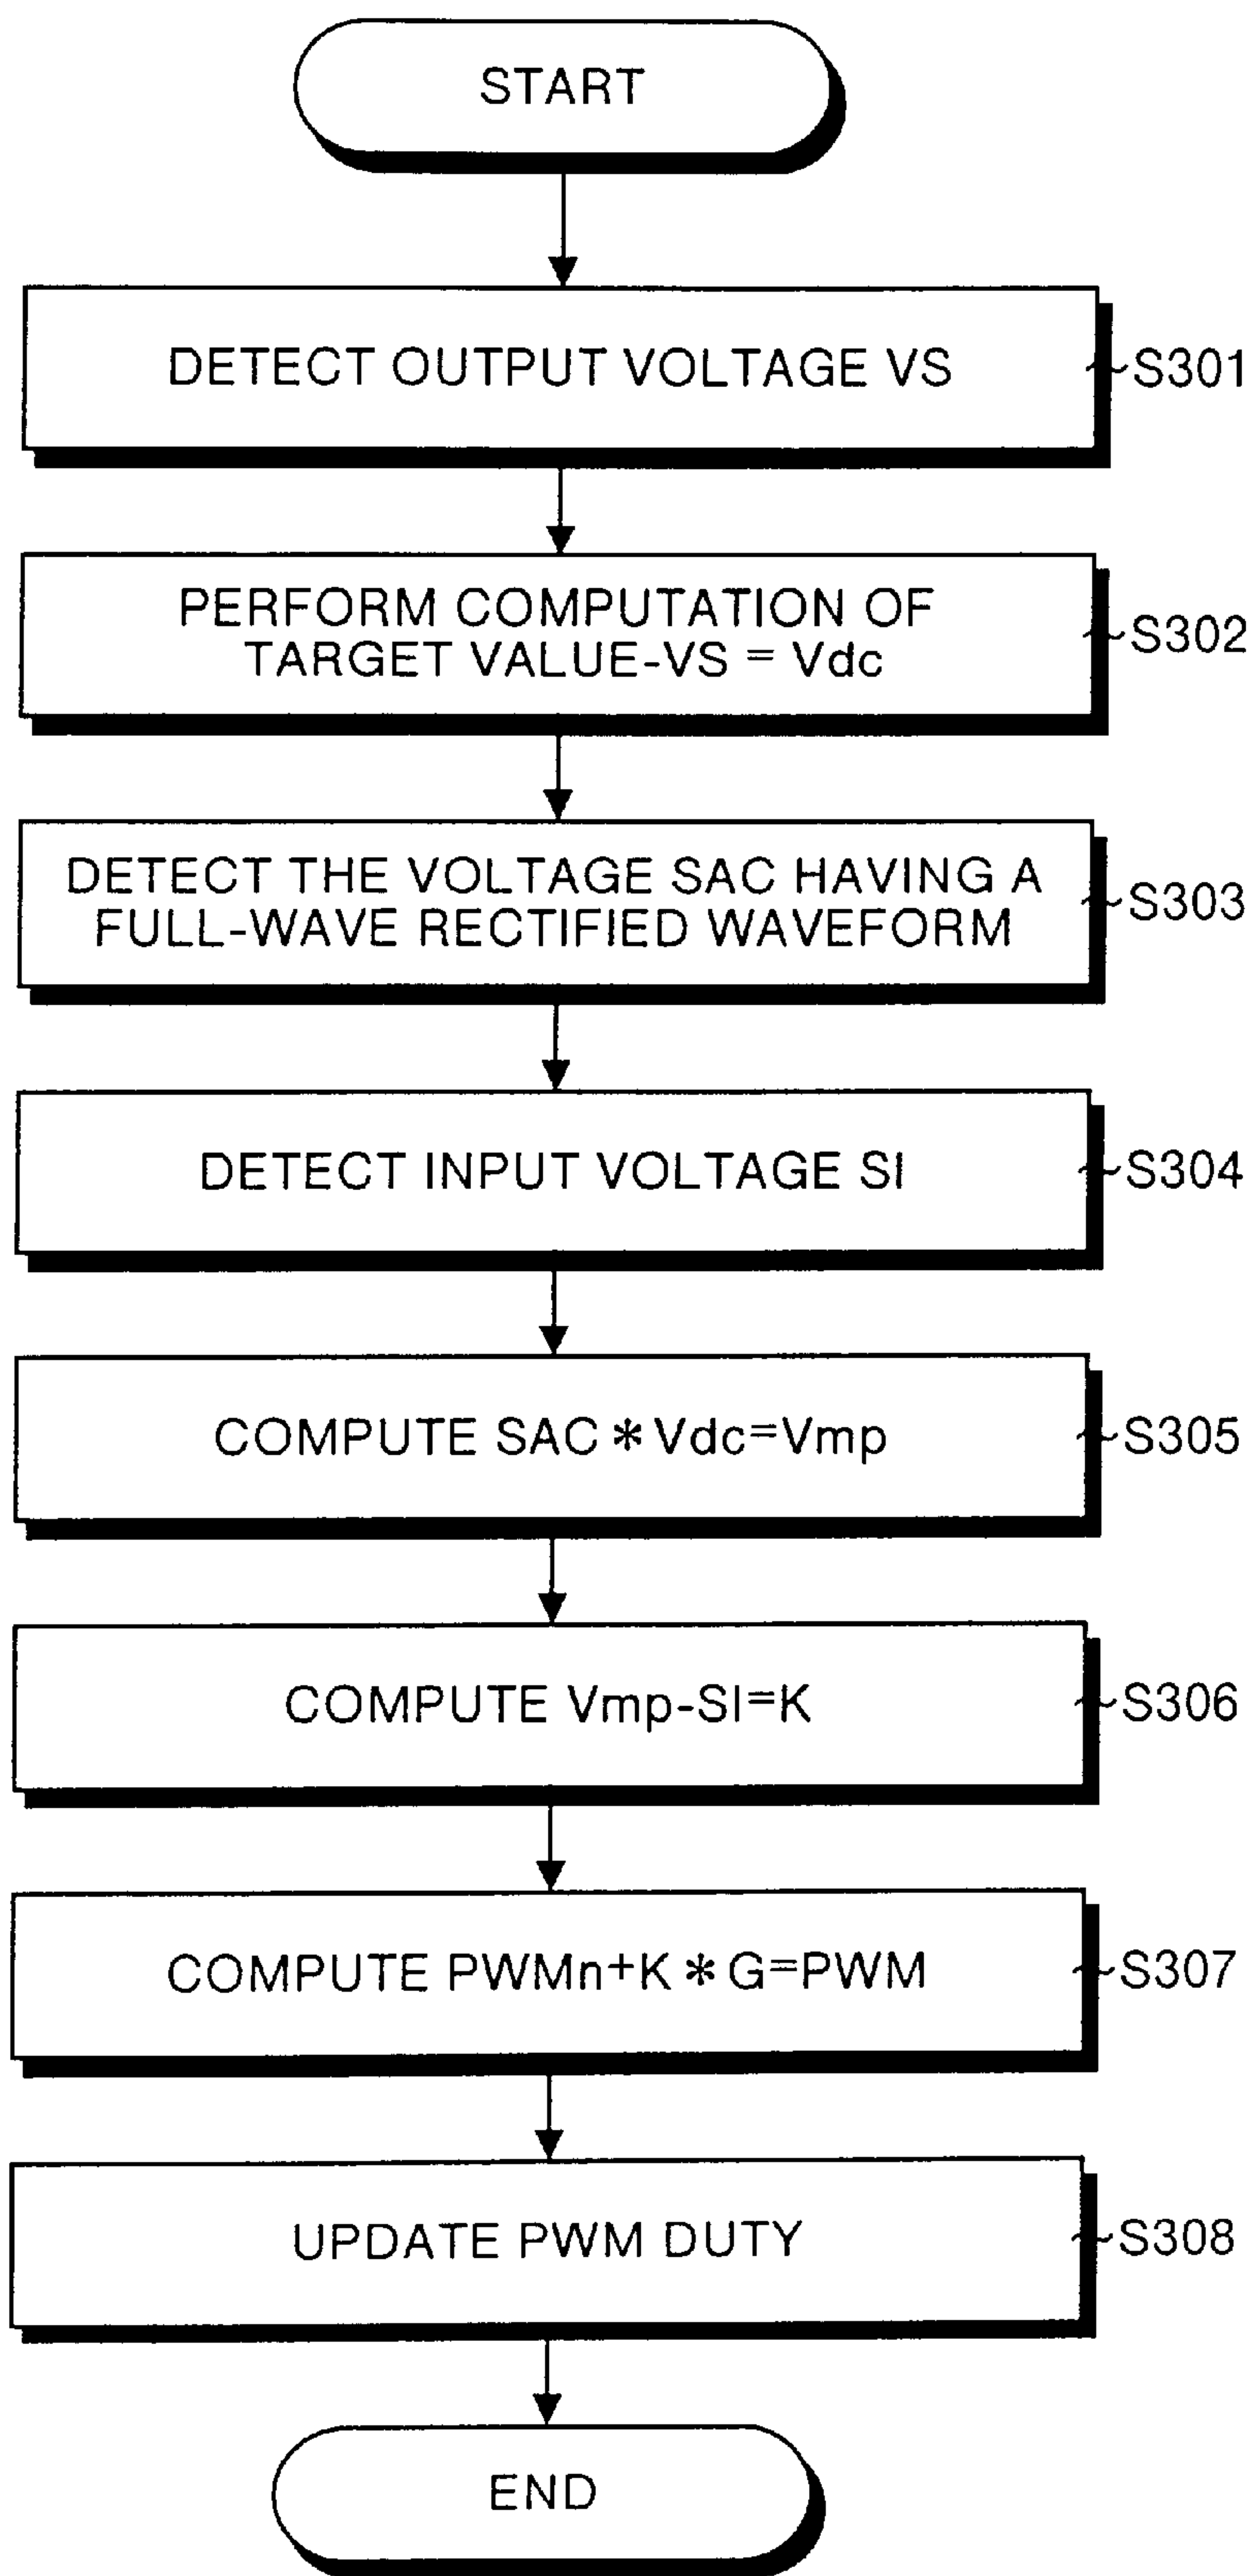 START
DETECT OUTPUT VOLTAGE VS
S301
PERFORM COMPUTATION OF
TARGET VALUE-VS = Vdc
S302
DETECT THE VOLTAGE SAC HAVING A
FULL-WAVE RECTIFIED WAVEFORM
S303
DETECT INPUT VOLTAGE SI
S304
COMPUTE SAC * Vdc=Vmp
S305
COMPUTE Vmp-SI=K
S306
COMPUTE PWMn+K * G=PWM
S307
UPDATE PWM DUTY
S308
END